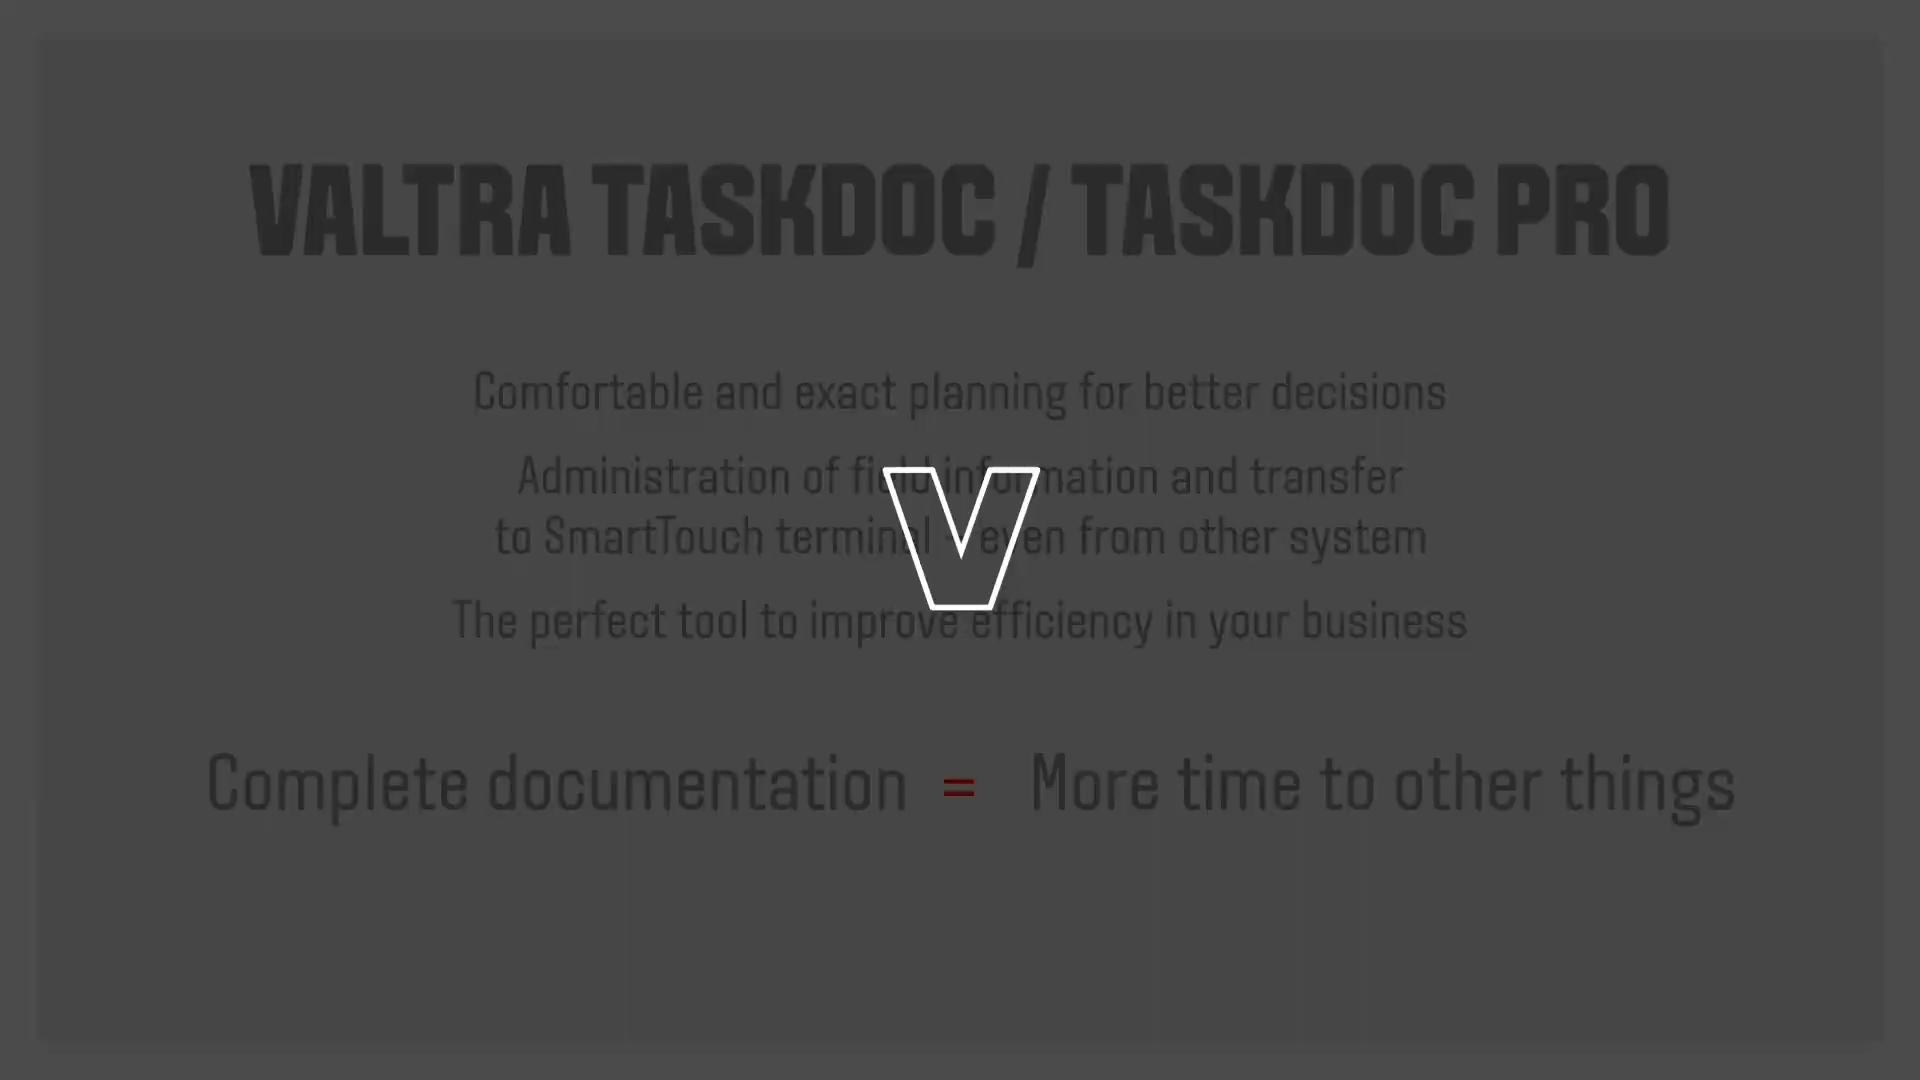 VALTRA TASKDOC / TASKDOC PRO
Comfortable and exact planning for better decisions
Administration of field information and transfer
to SmartTouch terminal - even from other system
The perfect tool to improve efficiency in your business
Complete documentation = More time to other things
V